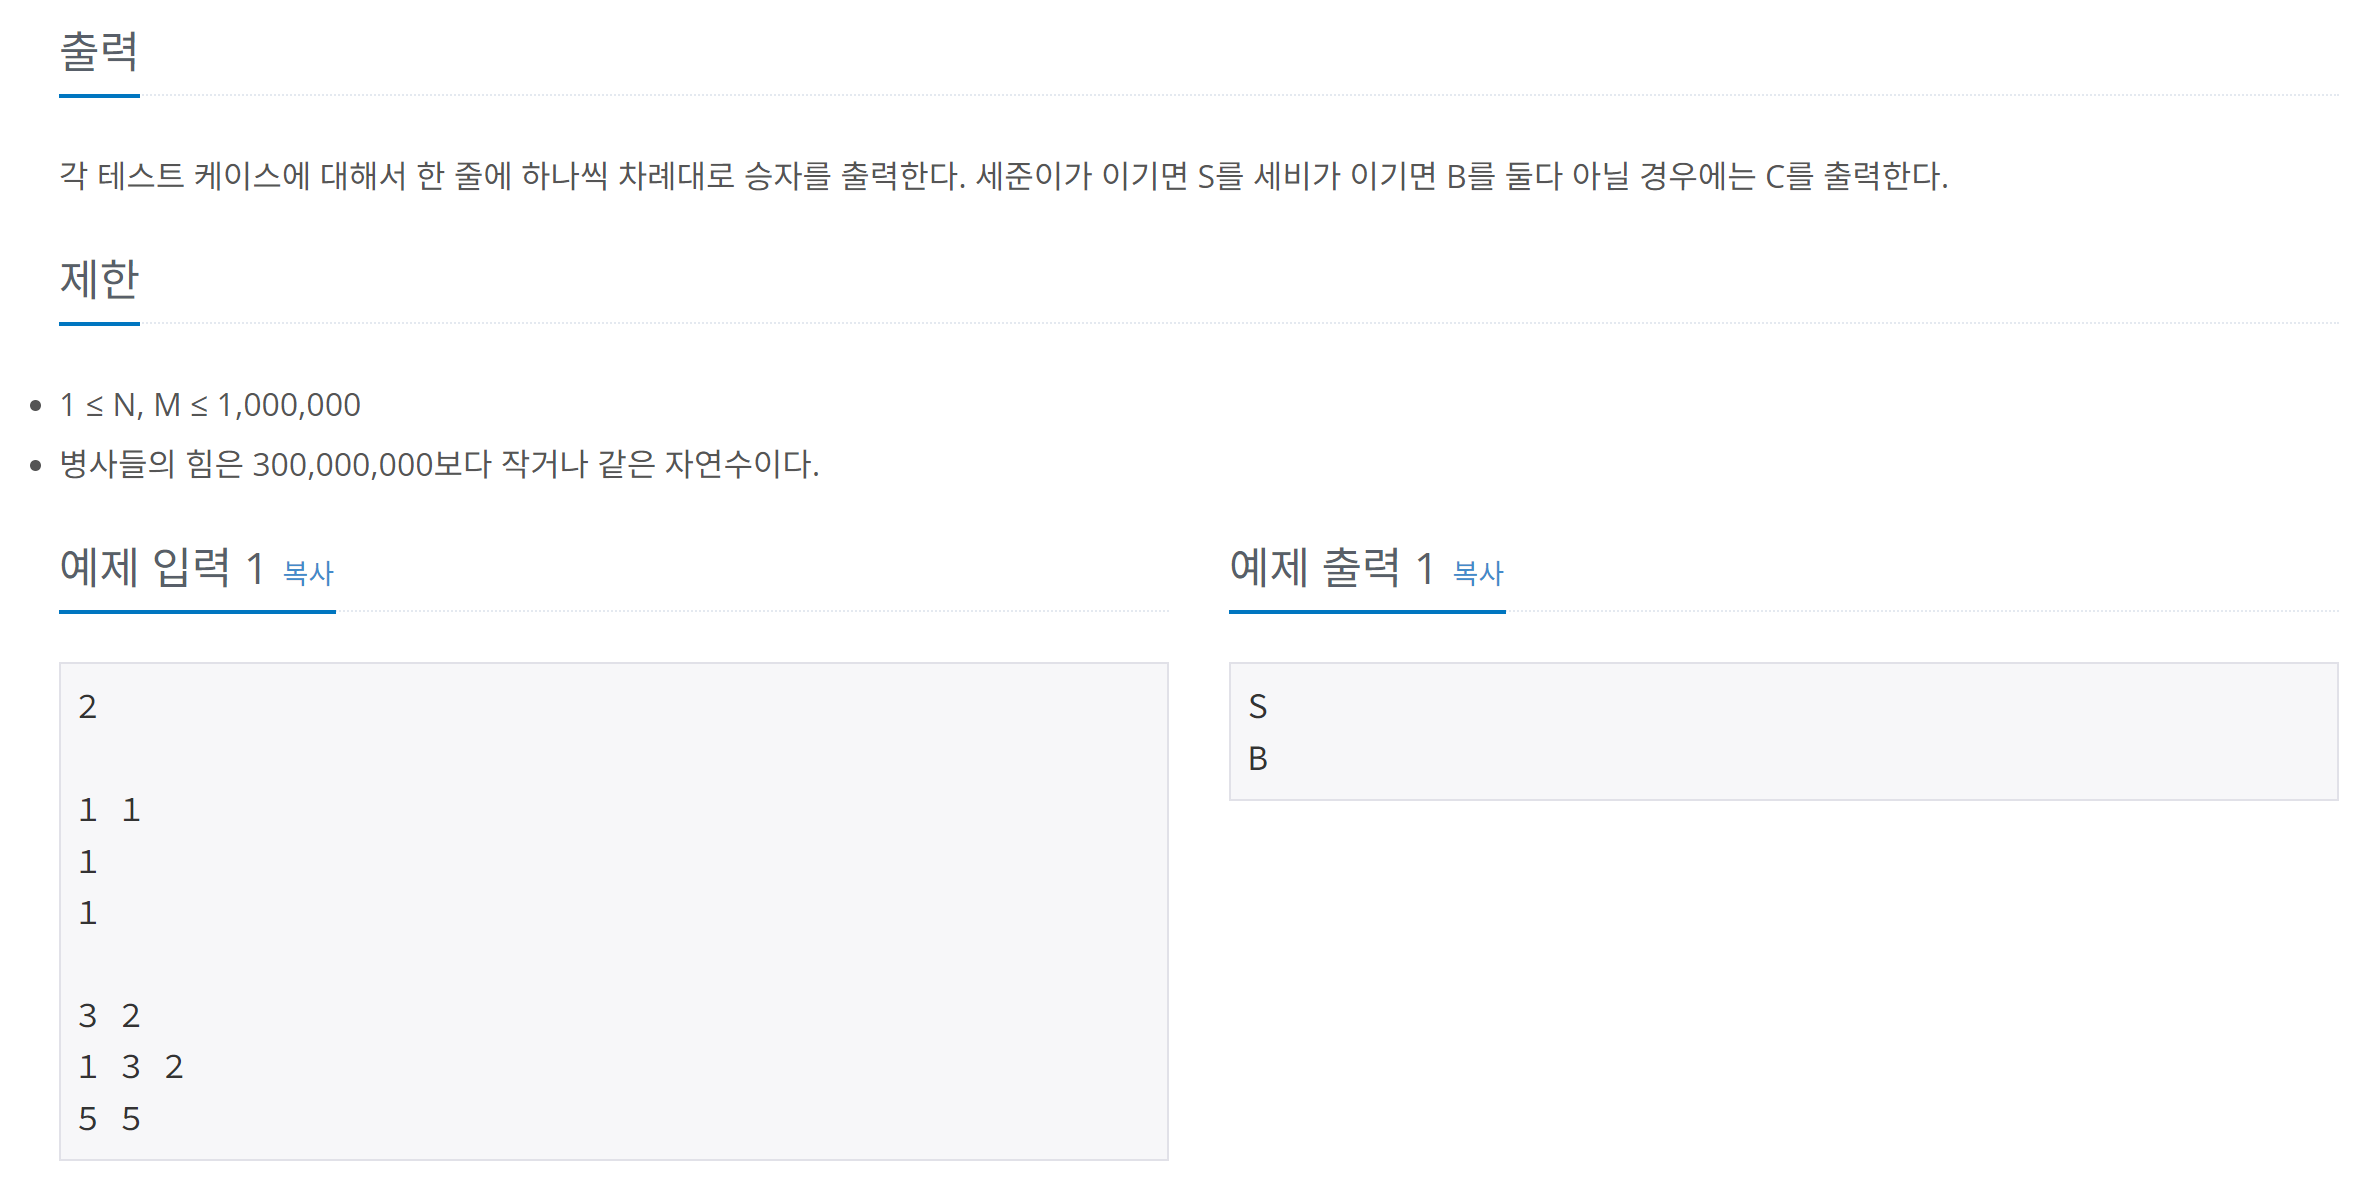 출력
각 테스트 케이스에 대해서 한 줄에 하나씩 차례대로 승자를 출력한다. 세준이가 이기면 S를 세비가 이기면 B를 둘다 아닐 경우에는 C를 출력한다.
제한
• 1 ≤ N, M ≤ 1,000,000
• 병사들의 힘은 300,000,000보다 작거나 같은 자연수이다.
예제 입력 1 복사
2

1 1
1
1

3 2
1 3 2
5 5
예제 출력 1 복사
S
B